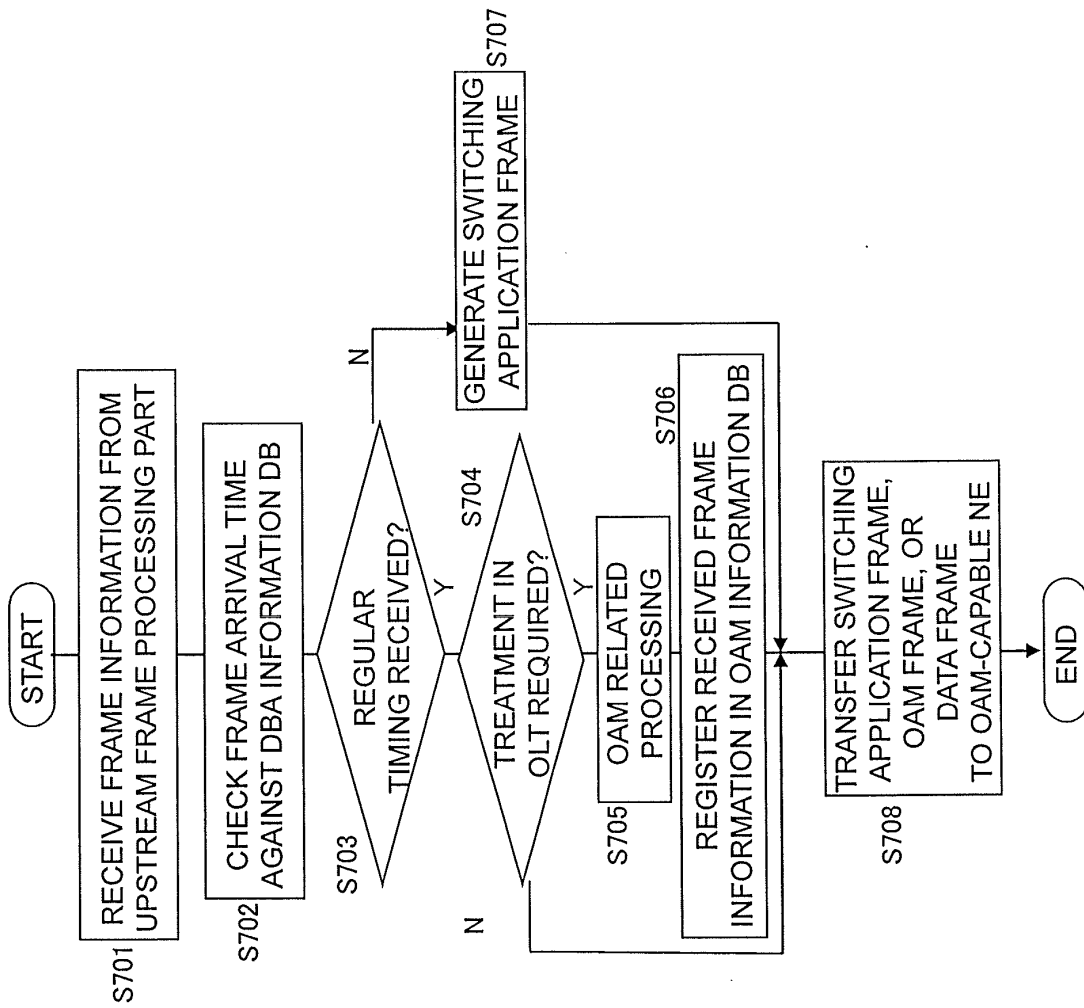 START
S701
RECEIVE FRAME INFORMATION FROM
UPSTREAM FRAME PROCESSING PART
S702
CHECK FRAME ARRIVAL TIME
AGAINST DBA INFORMATION DB
S703
REGULAR
TIMING RECEIVED?
N
Y
S704
TREATMENT IN
OLT REQUIRED?
N
Y
S705
OAM RELATED
PROCESSING
S706
REGISTER RECEIVED FRAME
INFORMATION IN OAM INFORMATION DB
S707
GENERATE SWITCHING
APPLICATION FRAME
S708
TRANSFER SWITCHING
APPLICATION FRAME,
OAM FRAME, OR
DATA FRAME
TO OAM-CAPABLE NE
END